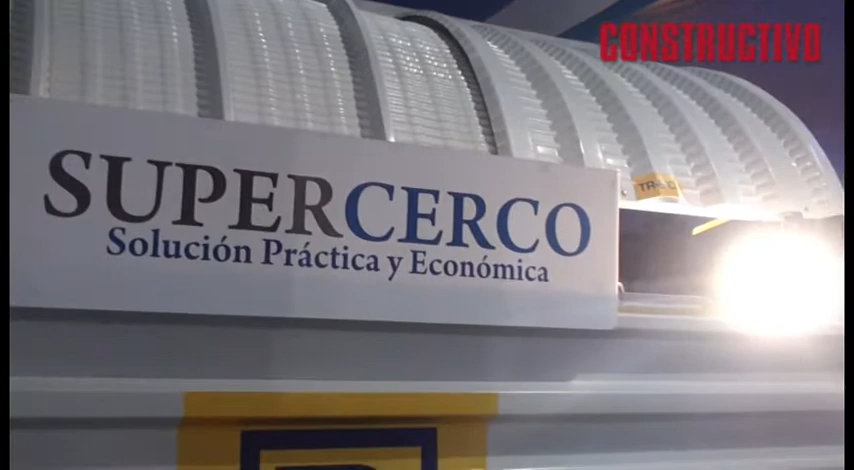 CONSTRUCTIVO
SUPERCERCO
Solución Práctica y Económica